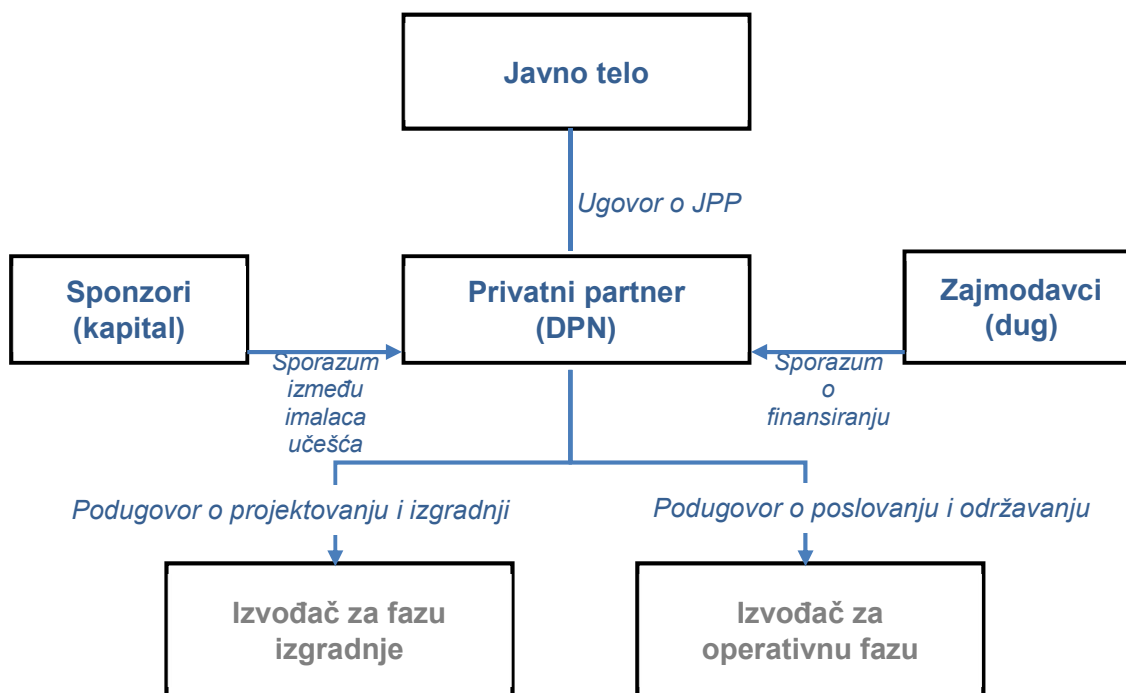 Javno telo
Ugovor o JPP
Sponzori
(kapital)
Privatni partner
(DPN)
Zajmodavci
(dug)
Sporazum
između
imalaca
učešća
Sporazum
o
finansiranju
Podugovor o projektovanju i izgradnji
Podugovor o poslovanju i održavanju
Izvođač za fazu
izgradnje
Izvođač za
operativnu fazu